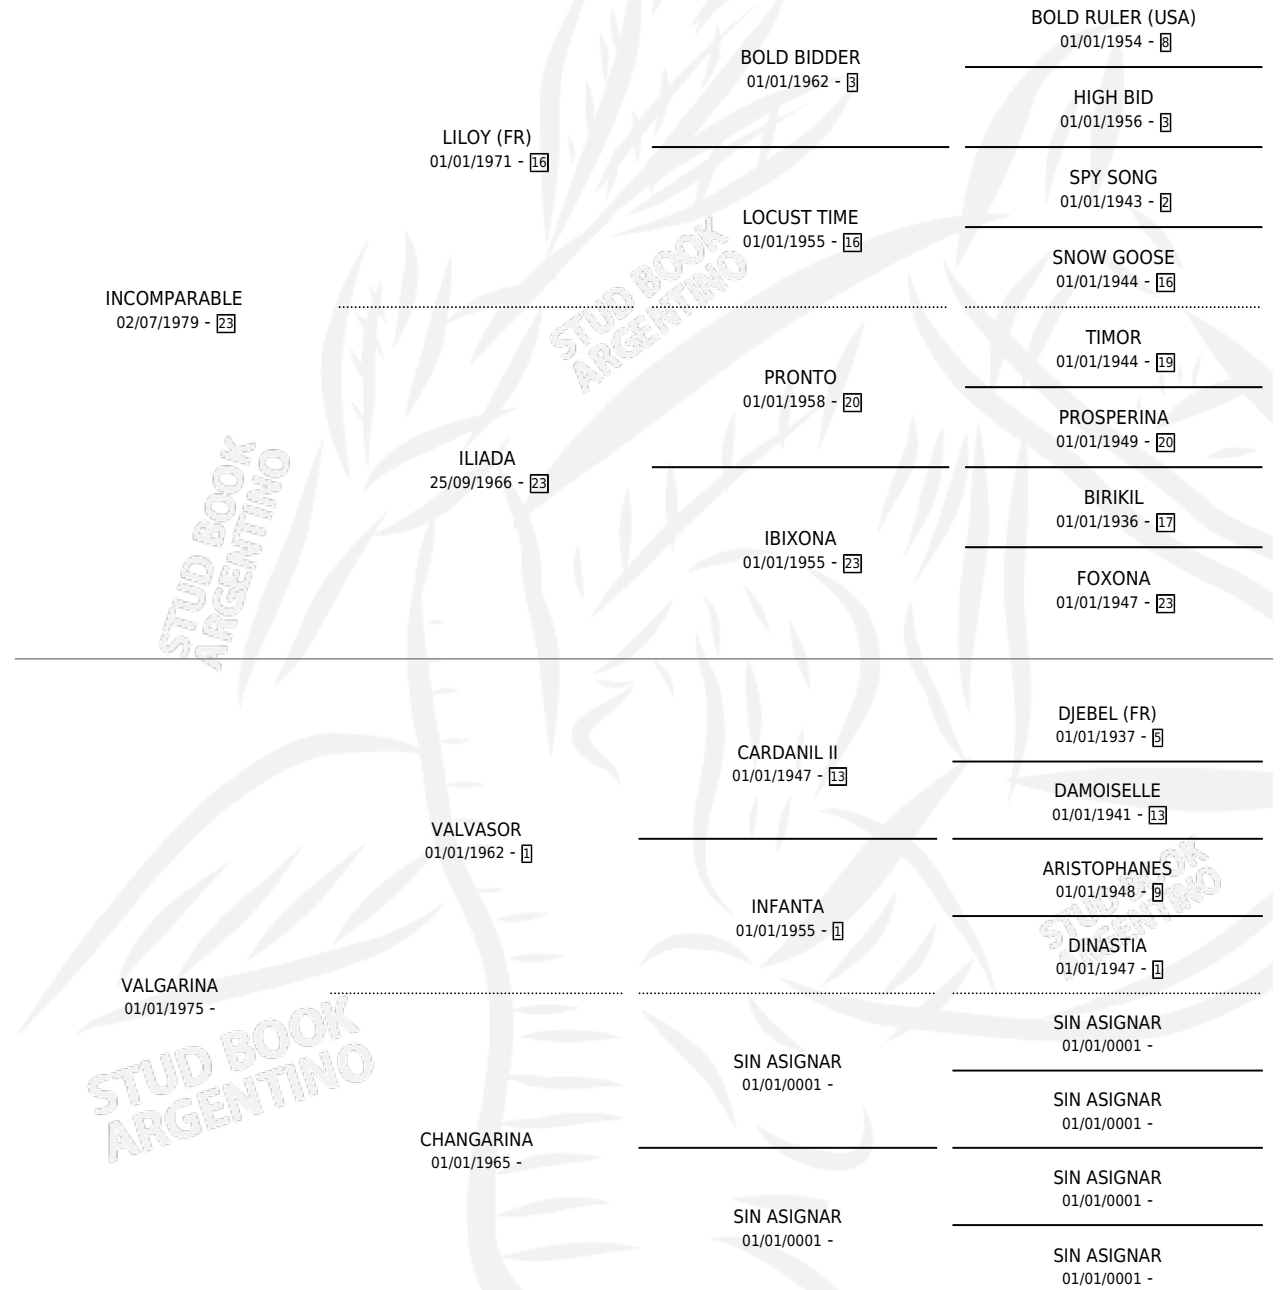 BOLD RULER (USA)
01/01/1954 - 8
BOLD BIDDER
01/01/1962 - 3
HIGH BID
01/01/1956 - 3
LILOY (FR)
01/01/1971 - 16
SPY SONG
01/01/1943 - 2
LOCUST TIME
01/01/1955 - 16
SNOW GOOSE
01/01/1944 - 16
INCOMPARABLE
02/07/1979 - 23
TIMOR
01/01/1944 - 19
PRONTO
01/01/1958 - 20
PROSPERINA
01/01/1949 - 20
ILIADA
25/09/1966 - 23
BIRIKIL
01/01/1936 - 17
IBIXONA
01/01/1955 - 23
FOXONA
01/01/1947 - 23
STUD BOOK
ARGENTINO
STUD BOOK
ARGENTINO
DJEBEL (FR)
01/01/1937 - 5
CARDANIL II
01/01/1947 - 13
DAMOISELLE
01/01/1941 - 13
VALVASOR
01/01/1962 - 1
ARISTOPHANES
01/01/1948 - 9
INFANTA
01/01/1955 - 1
DINASTIA
01/01/1947 - 1
STUD BOOK
ARGENTINO
VALGARINA
01/01/1975 -
SIN ASIGNAR
01/01/0001 -
SIN ASIGNAR
01/01/0001 -
SIN ASIGNAR
01/01/0001 -
CHANGARINA
01/01/1965 -
SIN ASIGNAR
01/01/0001 -
SIN ASIGNAR
01/01/0001 -
SIN ASIGNAR
01/01/0001 -
STUD BOOK
ARGENTINO